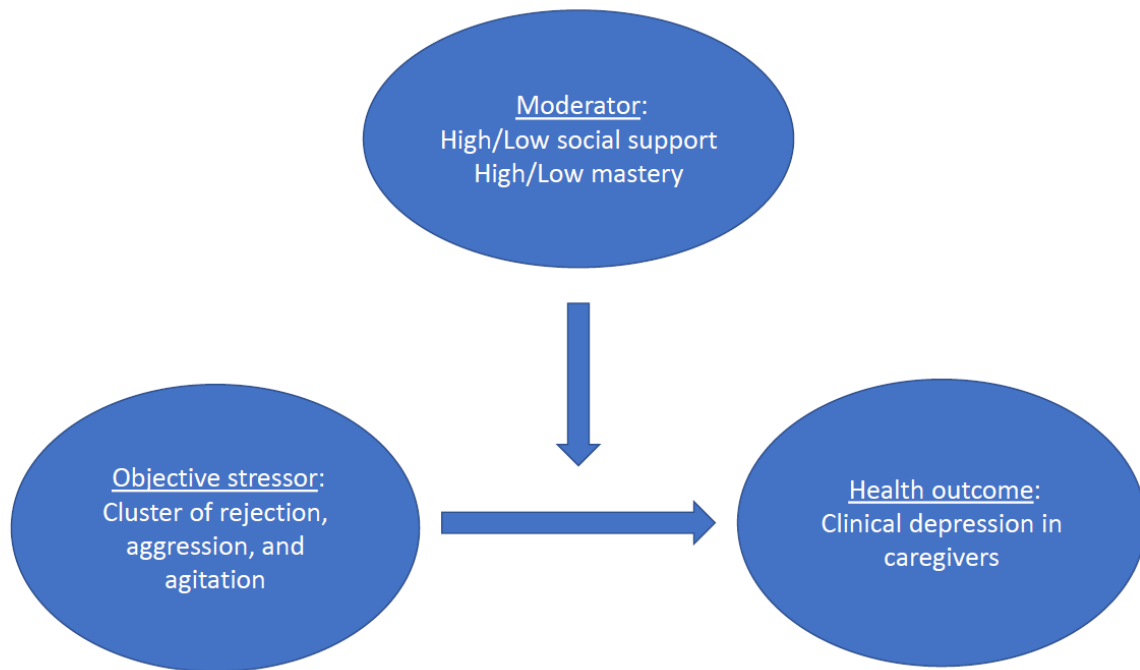 Moderator:
High/Low social support
High/Low mastery
Objective stressor:
Cluster of rejection,
aggression, and
agitation
Health outcome:
Clinical depression in
caregivers